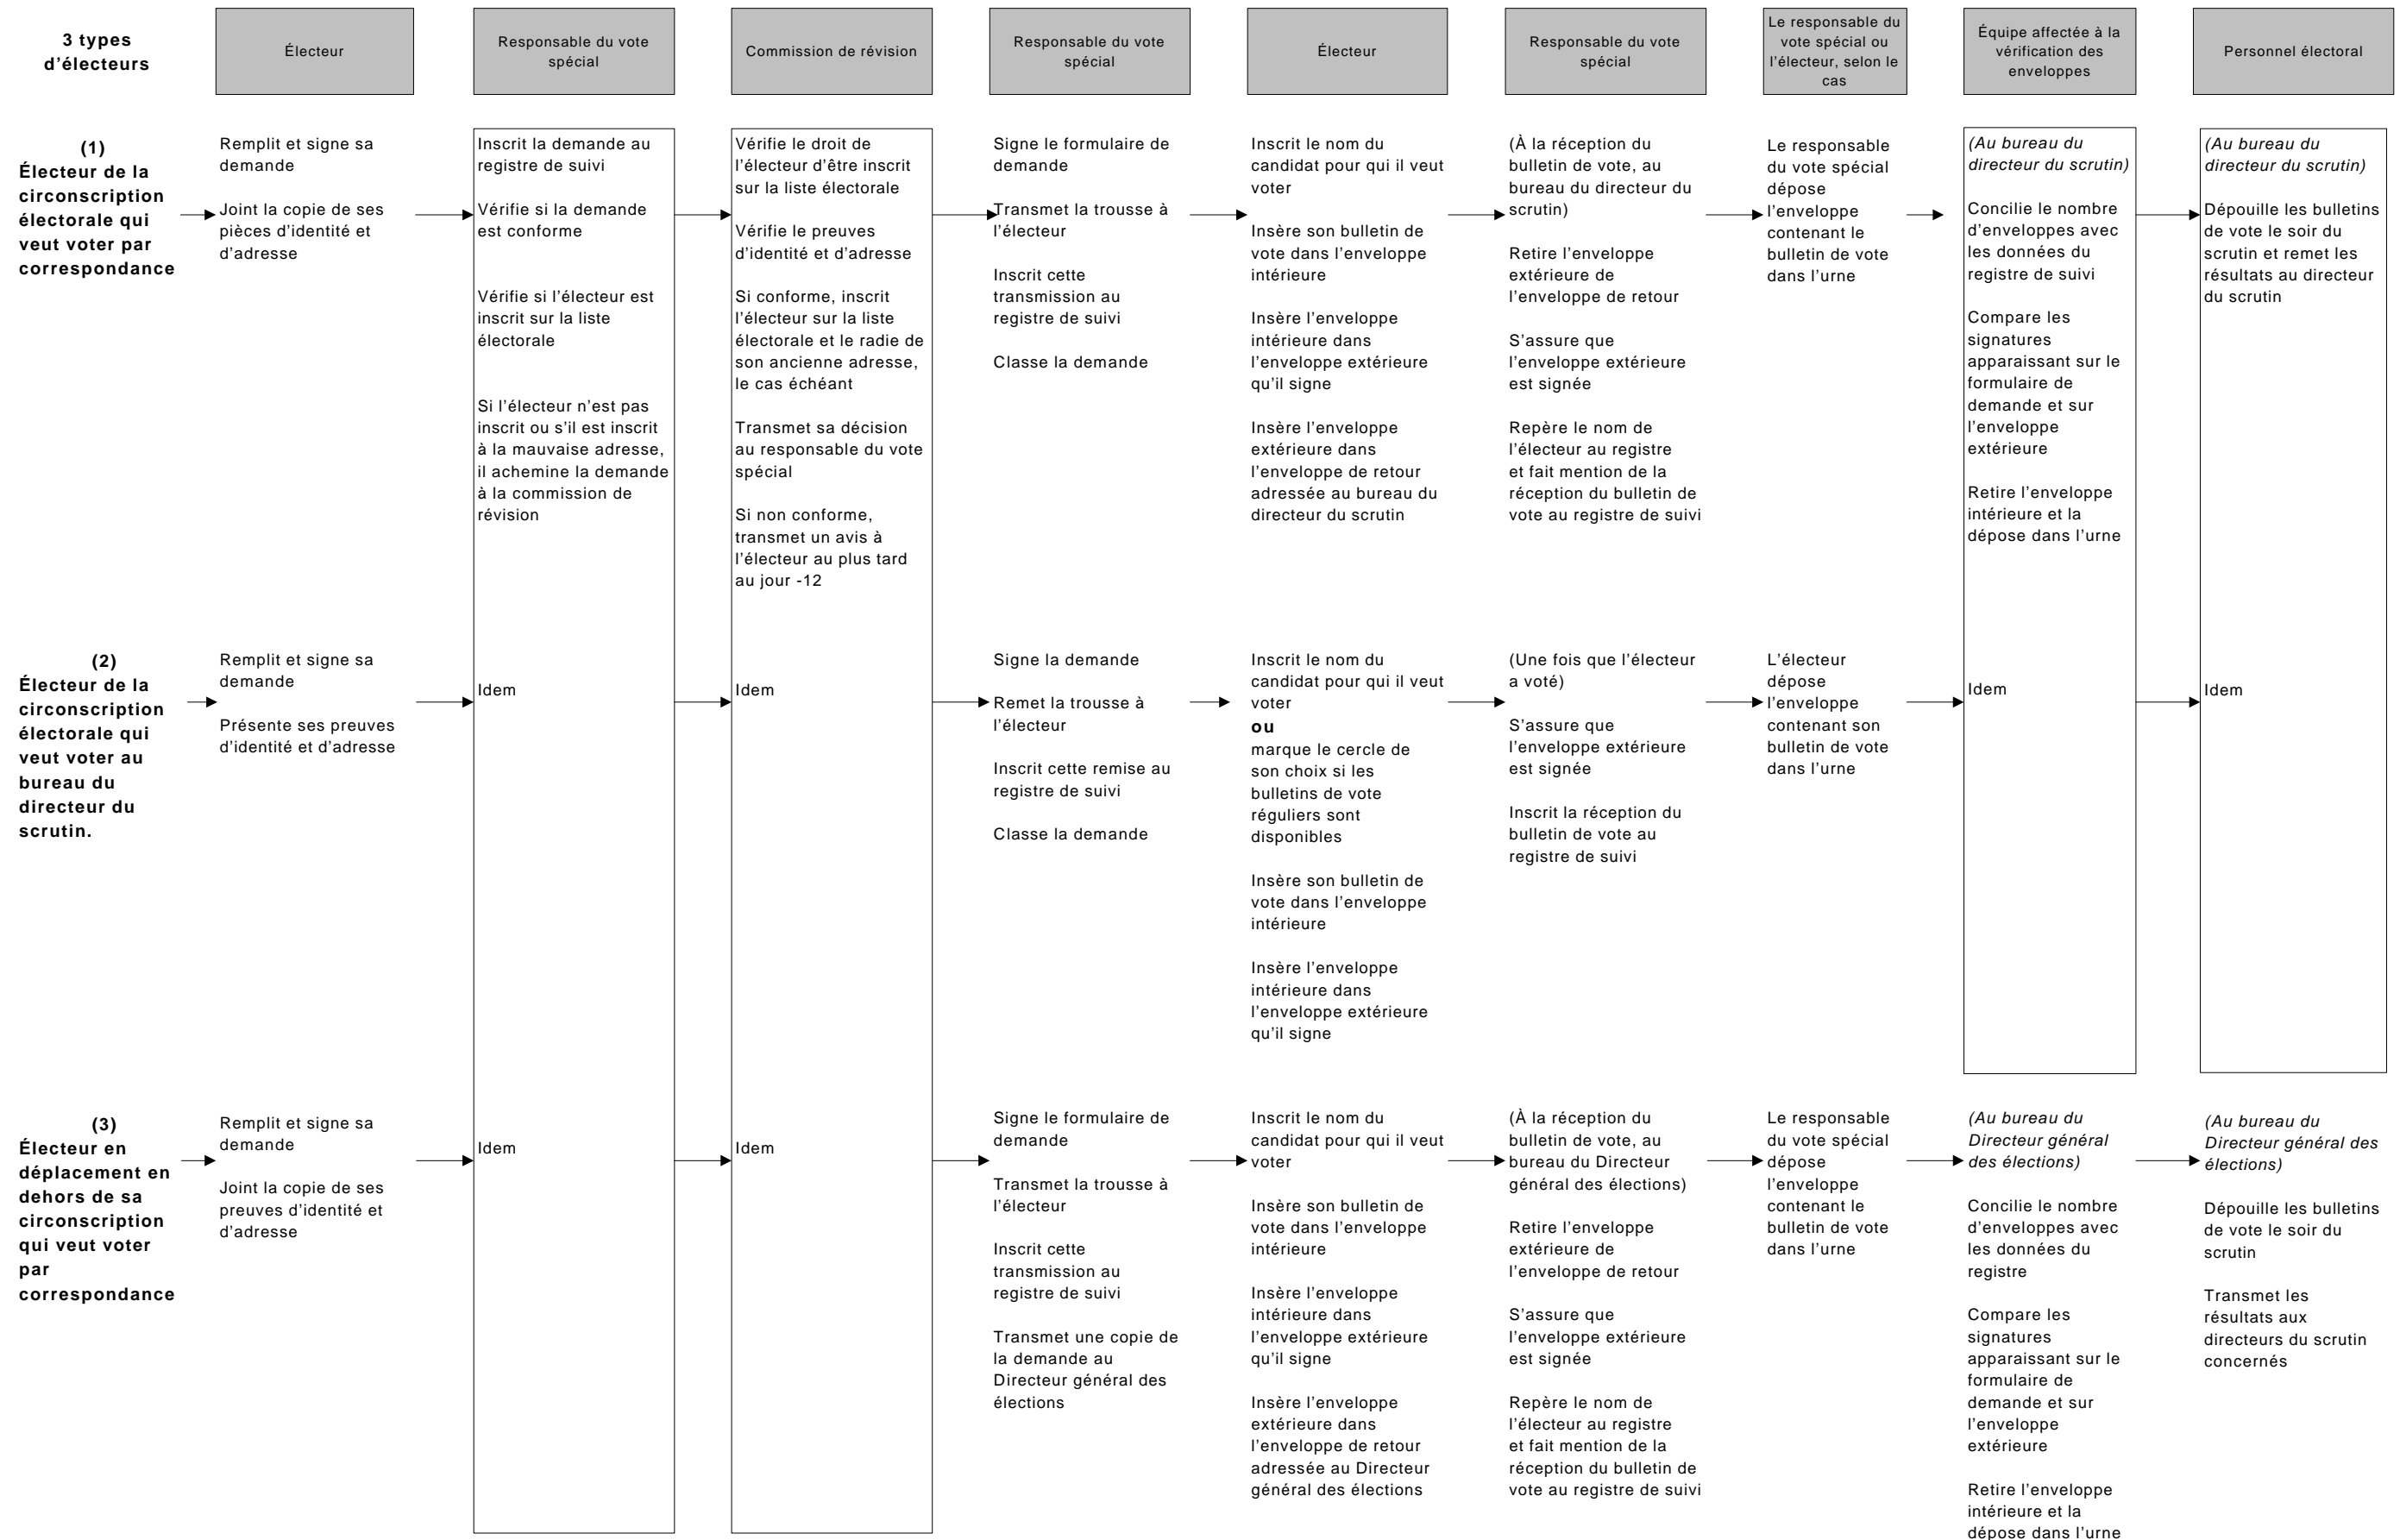 3 types
d’électeurs
Électeur
Responsable du vote
spécial
Commission de révision
Responsable du vote
spécial
Électeur
Responsable du vote
spécial
Le responsable du
vote spécial ou
l’électeur, selon le
cas
Équipe affectée à la
vérification des
enveloppes
Personnel électoral
(1)
Électeur de la
circonscription
électorale qui
veut voter par
correspondance
Remplit et signe sa
demande
Joint la copie de ses
pièces d’identité et
d’adresse
Inscrit la demande au
registre de suivi
Vérifie si la demande
est conforme
Vérifie si l’électeur est
inscrit sur la liste
électorale
Si l’électeur n’est pas
inscrit ou s’il est inscrit
à la mauvaise adresse,
il achemine la demande
à la commission de
révision
Vérifie le droit de
l’électeur d’être inscrit
sur la liste électorale
Vérifie le preuves
d’identité et d’adresse
Si conforme, inscrit
l’électeur sur la liste
électorale et le radie de
son ancienne adresse,
le cas échéant
Transmet sa décision
au responsable du vote
spécial
Si non conforme,
transmet un avis à
l’électeur au plus tard
au jour -12
Signe le formulaire de
demande
Transmet la trousse à
l’électeur
Inscrit cette
transmission au
registre de suivi
Classe la demande
Inscrit le nom du
candidat pour qui il veut
voter
Insère son bulletin de
vote dans l’enveloppe
intérieure
Insère l’enveloppe
intérieure dans
l’enveloppe extérieure
qu’il signe
Insère l’enveloppe
extérieure dans
l’enveloppe de retour
adressée au bureau du
directeur du scrutin
(À la réception du
bulletin de vote, au
bureau du directeur du
scrutin)
Retire l’enveloppe
extérieure de
l’enveloppe de retour
S’assure que
l’enveloppe extérieure
est signée
Repère le nom de
l’électeur au registre
et fait mention de la
réception du bulletin de
vote au registre de suivi
Le responsable
du vote spécial
dépose
l’enveloppe
contenant le
bulletin de vote
dans l’urne
(Au bureau du
directeur du scrutin)
Concilie le nombre
d’enveloppes avec
les données du
registre de suivi
Compare les
signatures
apparaissant sur le
formulaire de
demande et sur
l’enveloppe
extérieure
Retire l’enveloppe
intérieure et la
dépose dans l’urne
(Au bureau du
directeur du scrutin)
Dépouille les bulletins
de vote le soir du
scrutin et remet les
résultats au directeur
du scrutin
(2)
Électeur de la
circonscription
électorale qui
veut voter au
bureau du
directeur du
scrutin.
Remplit et signe sa
demande
Présente ses preuves
d’identité et d’adresse
Idem
Idem
Signe la demande
Remet la trousse à
l’électeur
Inscrit cette remise au
registre de suivi
Classe la demande
Inscrit le nom du
candidat pour qui il veut
voter
ou
marque le cercle de
son choix si les
bulletins de vote
réguliers sont
disponibles
Insère son bulletin de
vote dans l’enveloppe
intérieure
Insère l’enveloppe
intérieure dans
l’enveloppe extérieure
qu’il signe
(Une fois que l’électeur
a voté)
S’assure que
l’enveloppe extérieure
est signée
Inscrit la réception du
bulletin de vote au
registre de suivi
L’électeur
dépose
l’enveloppe
contenant son
bulletin de vote
dans l’urne
Idem
Idem
(3)
Électeur en
déplacement en
dehors de sa
circonscription
qui veut voter
par
correspondance
Remplit et signe sa
demande
Joint la copie de ses
preuves d’identité et
d’adresse
Idem
Idem
Signe le formulaire de
demande
Transmet la trousse à
l’électeur
Inscrit cette
transmission au
registre de suivi
Transmet une copie de
la demande au
Directeur général des
élections
Inscrit le nom du
candidat pour qui il veut
voter
Insère son bulletin de
vote dans l’enveloppe
intérieure
Insère l’enveloppe
intérieure dans
l’enveloppe extérieure
qu’il signe
Insère l’enveloppe
extérieure dans
l’enveloppe de retour
adressée au Directeur
général des élections
(À la réception du
bulletin de vote, au
bureau du Directeur
général des élections)
Retire l’enveloppe
extérieure de
l’enveloppe de retour
S’assure que
l’enveloppe extérieure
est signée
Repère le nom de
l’électeur au registre
et fait mention de la
réception du bulletin de
vote au registre de suivi
Le responsable
du vote spécial
dépose
l’enveloppe
contenant le
bulletin de vote
dans l’urne
(Au bureau du
Directeur général
des élections)
Concilie le nombre
d’enveloppes avec
les données du
registre
Compare les
signatures
apparaissant sur le
formulaire de
demande et sur
l’enveloppe
extérieure
Retire l’enveloppe
intérieure et la
dépose dans l’urne
(Au bureau du
Directeur général des
élections)
Dépouille les bulletins
de vote le soir du
scrutin
Transmet les
résultats aux
directeurs du scrutin
concernés